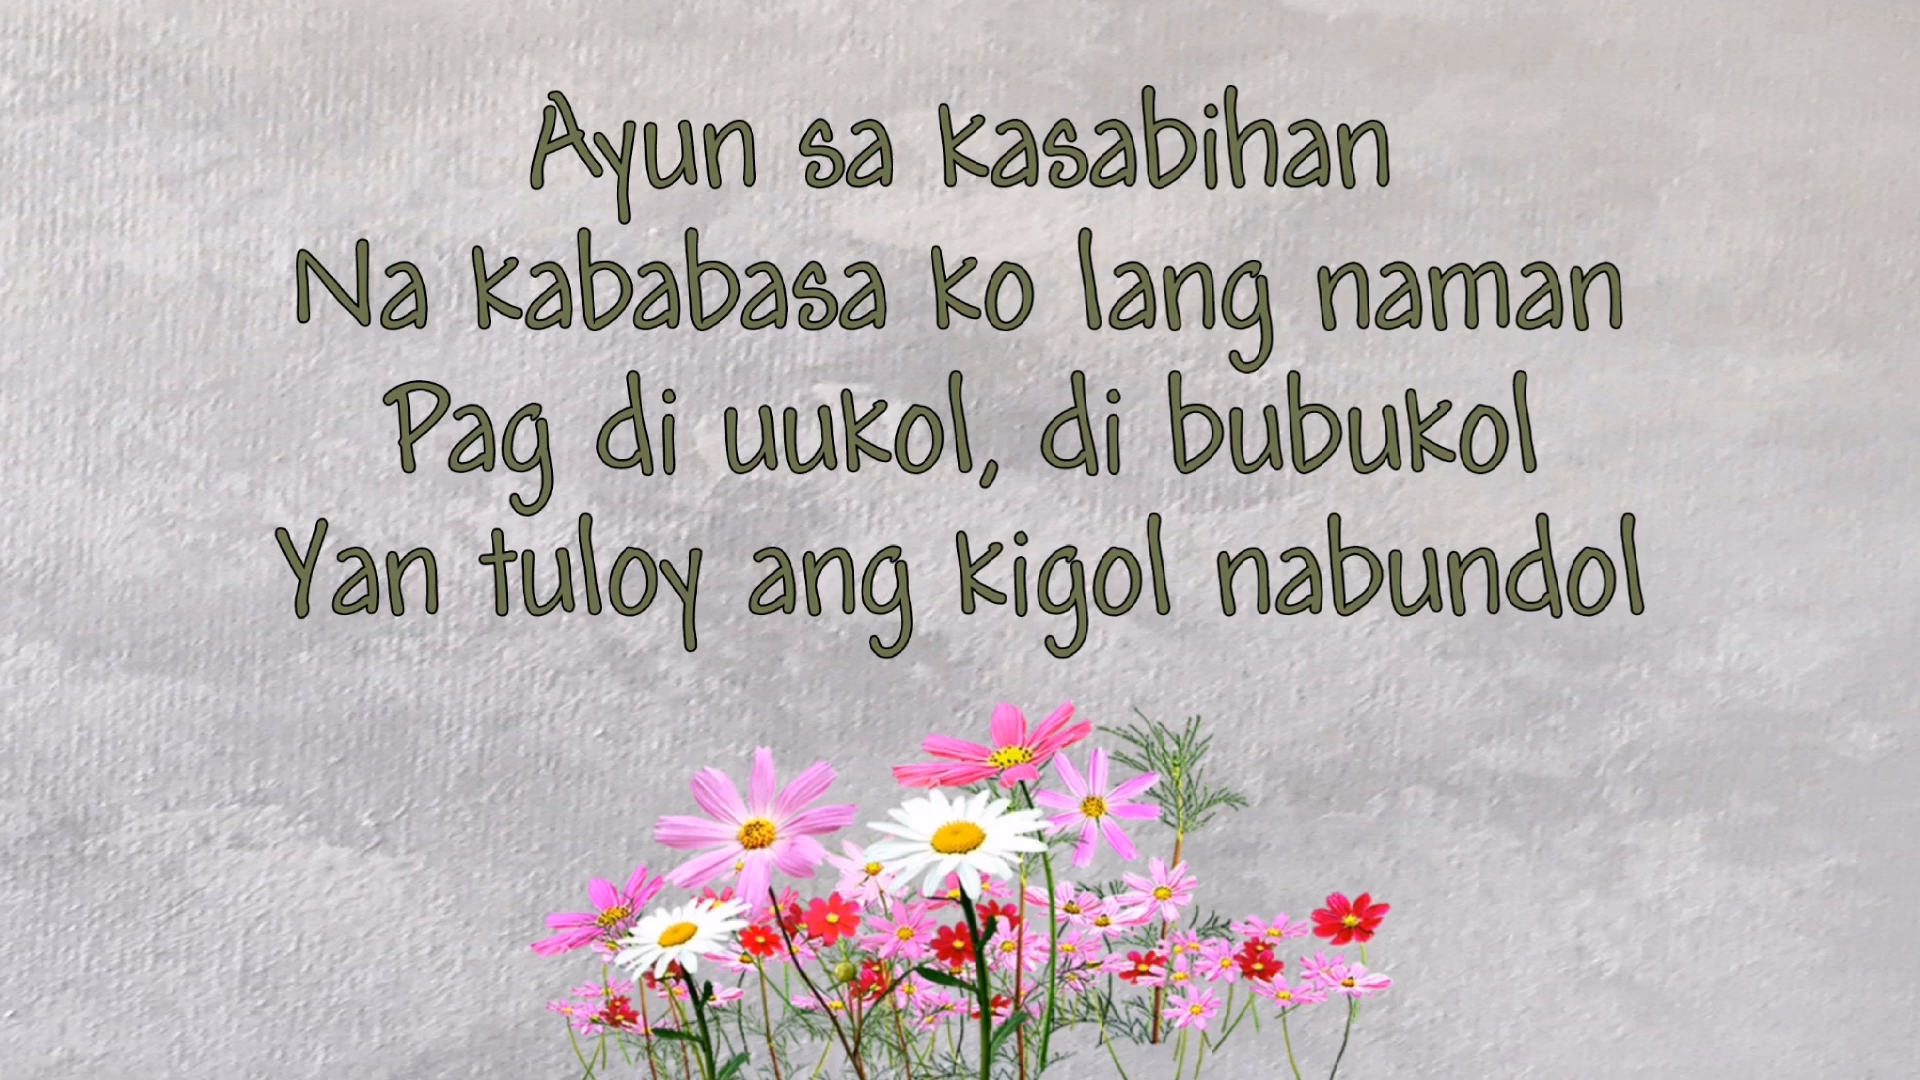 Ayun sa kasabihan
Na kababasa ko lang naman
Pag di uukol, di bubukol
Yan tuloy ang kigol nabundol